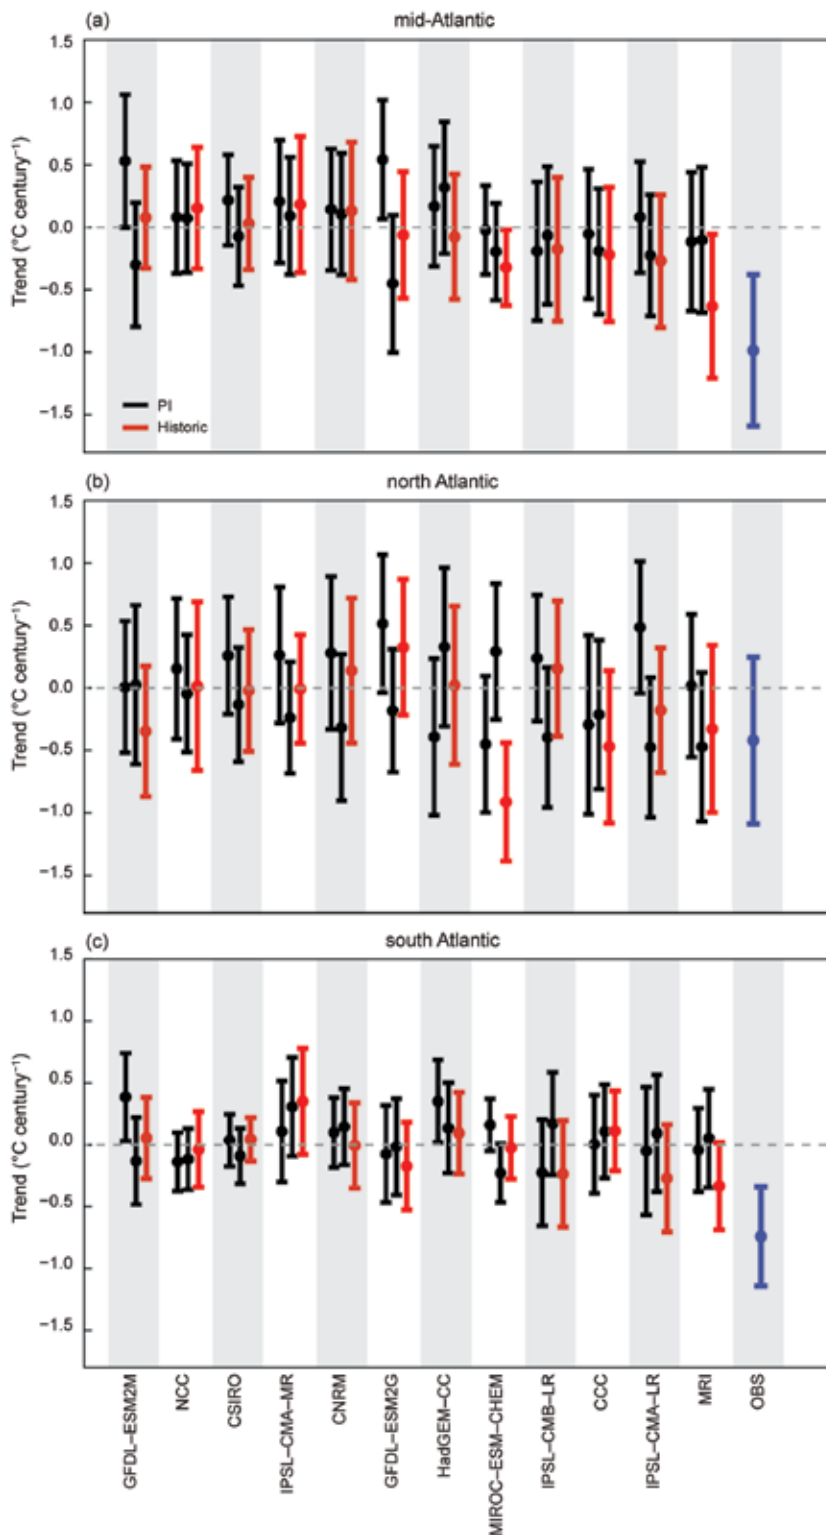 (a) mid-Atlantic
1.5
1.0
0.5
0.0
−0.5
−1.0
−1.5
Trend (°C century⁻¹)
PI
Historic
(b) north Atlantic
1.5
1.0
0.5
0.0
−0.5
−1.0
−1.5
Trend (°C century⁻¹)
(c) south Atlantic
1.5
1.0
0.5
0.0
−0.5
−1.0
−1.5
Trend (°C century⁻¹)
GFDL−ESM2M
NCC
CSIRO
IPSL−CMA−MR
CNRM
GFDL−ESM2G
HadGEM−CC
MIROC−ESM−CHEM
IPSL−CMB−LR
CCC
IPSL−CMA−LR
MRI
OBS